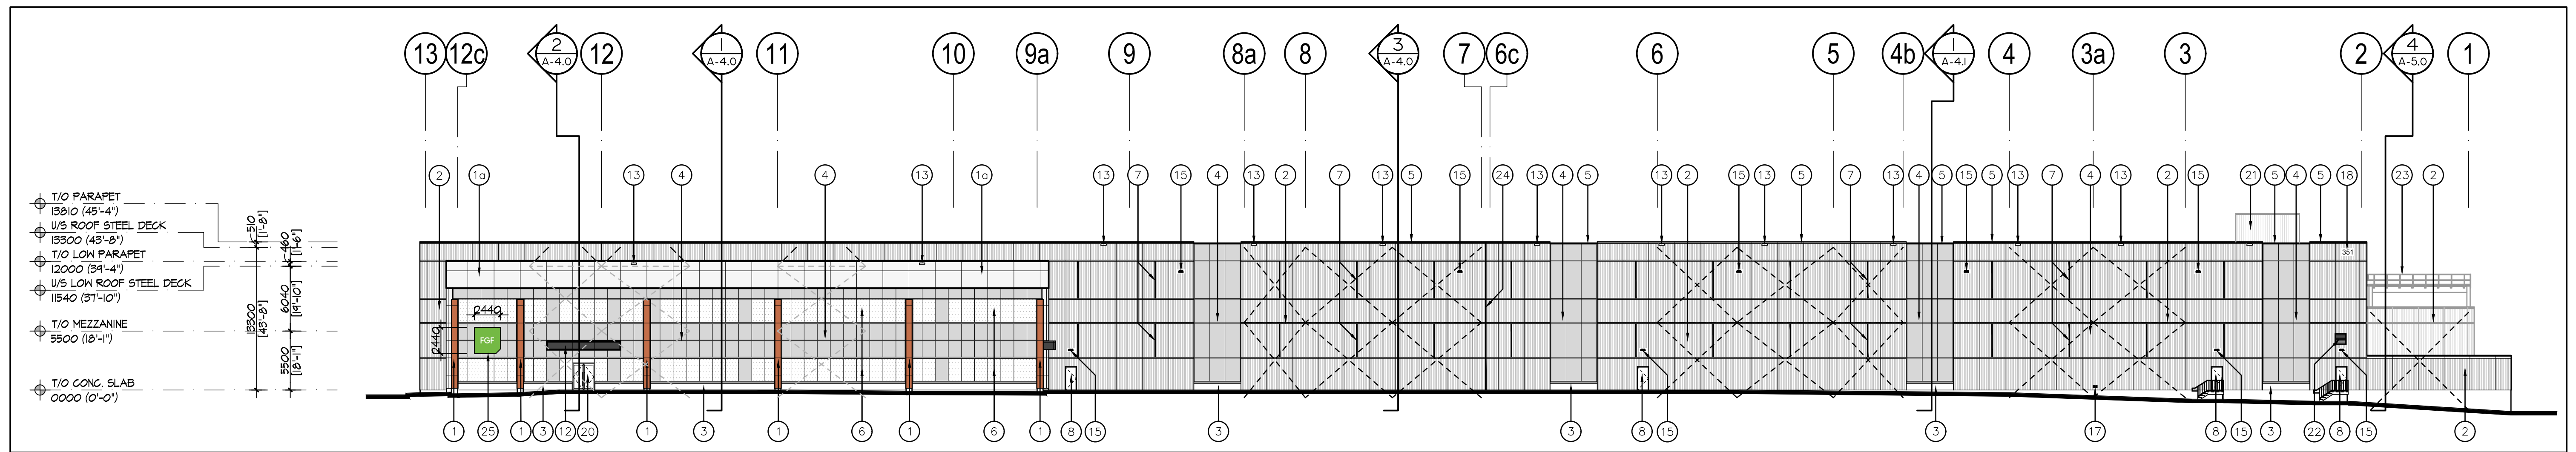 13 12c 2 A-4.0 12 1 A-4.0 11 10 9a 9 8a 8 3 A-4.0 7 6c 6 5 4b 1 A-4.1 4 3a 3 2 4 A-5.0 1
2 1a 13 4 4 13 1a 13 7 15 4 13 2 7 13 5 15 24 13 4 5 13 2 15 13 5 7 13 4 5 15 5 13 7 4 13 2 15 21 5 4 5 18 23 2
T/O PARAPET
13810 (45'-4")
U/S ROOF STEEL DECK
13300 (43'-8")
T/O LOW PARAPET
12000 (39'-4")
U/S LOW ROOF STEEL DECK
11540 (37'-10")
T/O MEZZANINE
5500 (18'-1")
T/O CONC. SLAB
0000 (0'-0")
510
[1'-8"]
460
[1'-6"]
13300
[43'-8"]
6040
[19'-10"]
5500
[18'-1"]
2440
2440
FGF
351
1 25 1 3 12 20 1 3 1 6 1 6 1 8 15 3 3 8 15 3 17 8 15 3 22 8 15 2